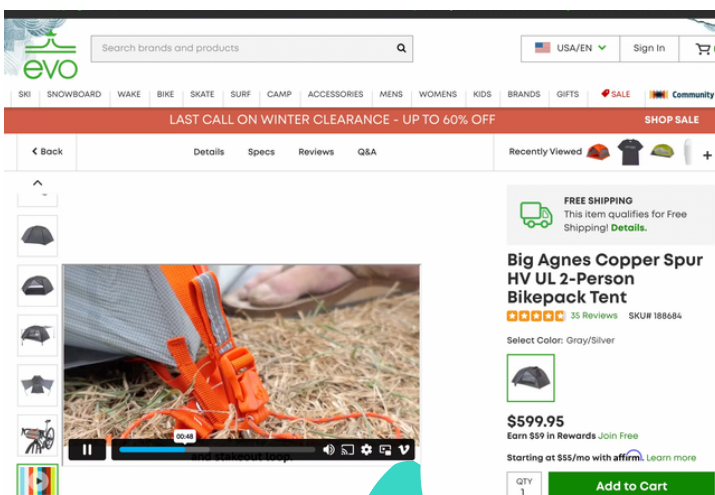 evo
Search brands and products
USA/EN
Sign In
SKI SNOWBOARD WAKE BIKE SKATE SURF CAMP ACCESSORIES MENS WOMENS KIDS BRANDS GIFTS SALE Community
LAST CALL ON WINTER CLEARANCE - UP TO 60% OFF
SHOP SALE
Back
Details Specs Reviews Q&A
Recently Viewed
+
FREE SHIPPING
This item qualifies for Free
Shipping! Details.
Big Agnes Copper Spur
HV UL 2-Person
Bikepack Tent
35 Reviews SKU# 188684
Select Color: Gray/Silver
00:48
and stakeout loop.
$599.95
Earn $59 in Rewards Join Free
Starting at $55/mo with affirm. Learn more
QTY
1
Add to Cart